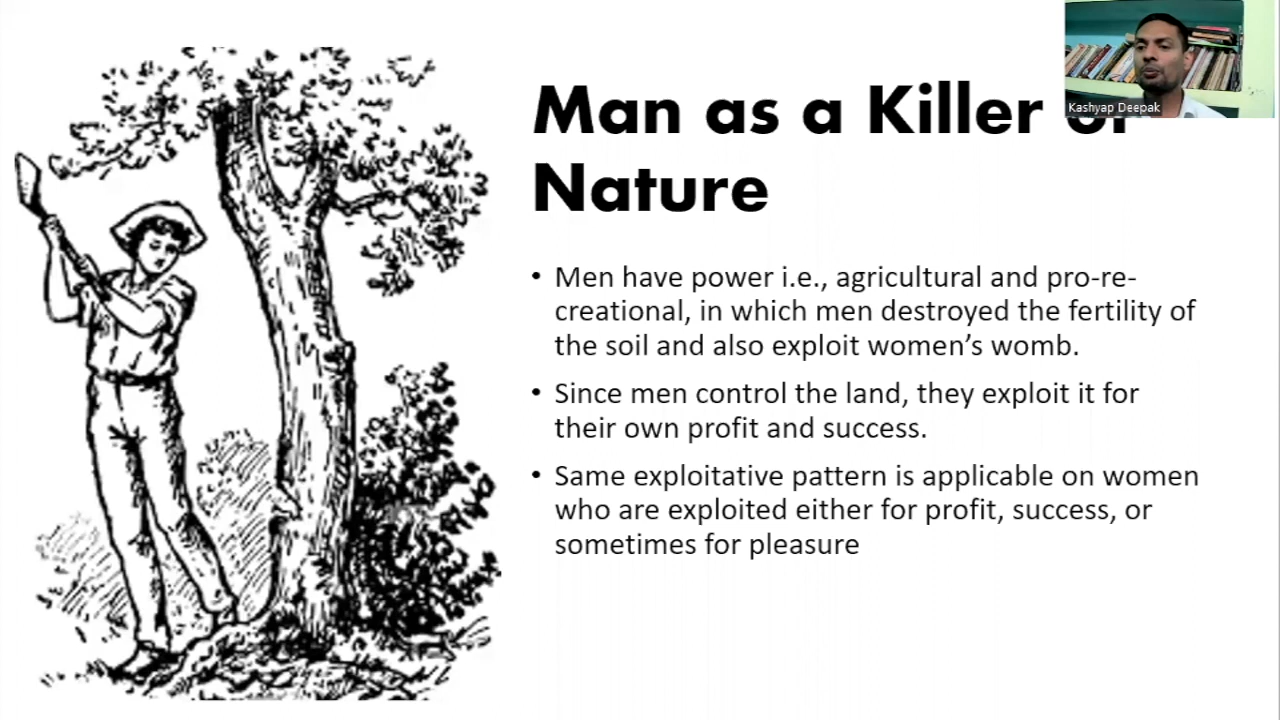 Man as a Killer of
Nature
Kashyap Deepak
• Men have power i.e., agricultural and pro-re-
creational, in which men destroyed the fertility of
the soil and also exploit women’s womb.
• Since men control the land, they exploit it for
their own profit and success.
• Same exploitative pattern is applicable on women
who are exploited either for profit, success, or
sometimes for pleasure